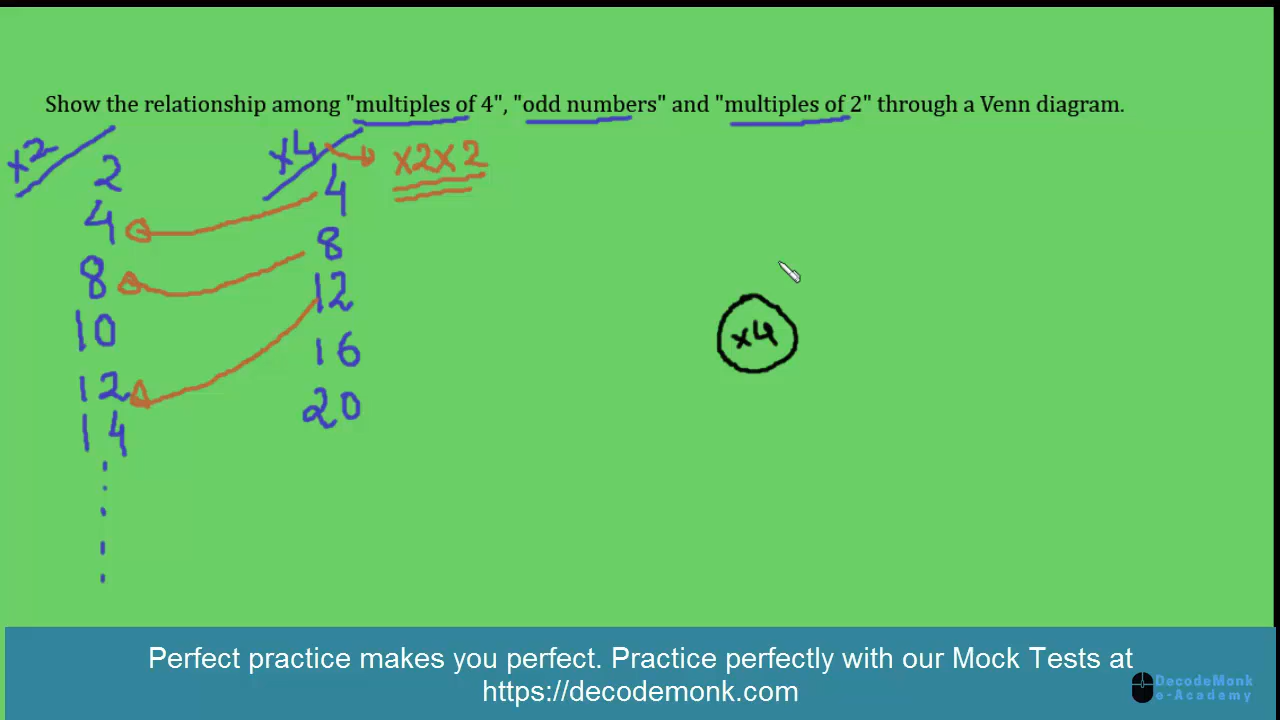 Show the relationship among "multiples of 4", "odd numbers" and "multiples of 2" through a Venn diagram.
x2
2
4
8
10
12
14
x4
4
8
12
16
20
x2x2
x4
Perfect practice makes you perfect. Practice perfectly with our Mock Tests at
https://decodemonk.com
DecodeMonk
e-Academy